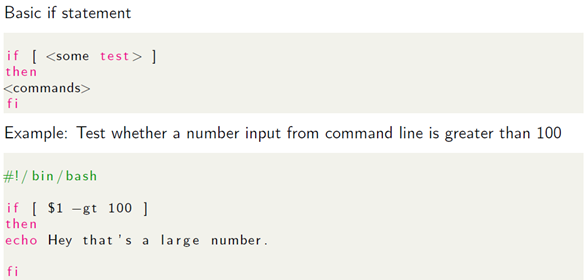 Basic if statement
if [ <some test> ]
then
<commands>
fi
Example: Test whether a number input from command line is greater than 100
#!/bin/bash
if [ $1 −gt 100 ]
then
echo Hey that's a large number.
fi